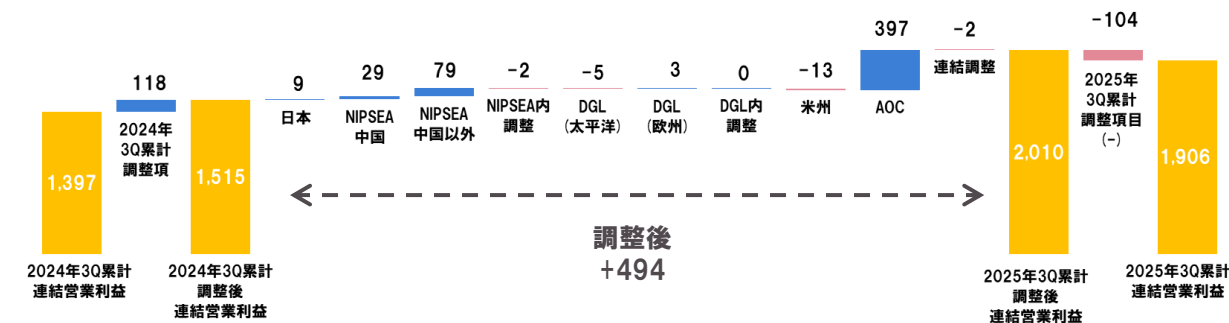 1,397
2024年3Q累計
連結営業利益
118
2024年
3Q累計
調整項
1,515
2024年3Q累計
調整後
連結営業利益
9
日本
29
NIPSEA
中国
79
NIPSEA
中国以外
-2
NIPSEA内
調整
-5
DGL
(太平洋)
3
DGL
(欧州)
0
DGL内
調整
-13
米州
397
AOC
-2
連結調整
2,010
2025年3Q累計
調整後
連結営業利益
-104
2025年
3Q累計
調整項目
(-)
1,906
2025年3Q累計
連結営業利益
調整後
+494